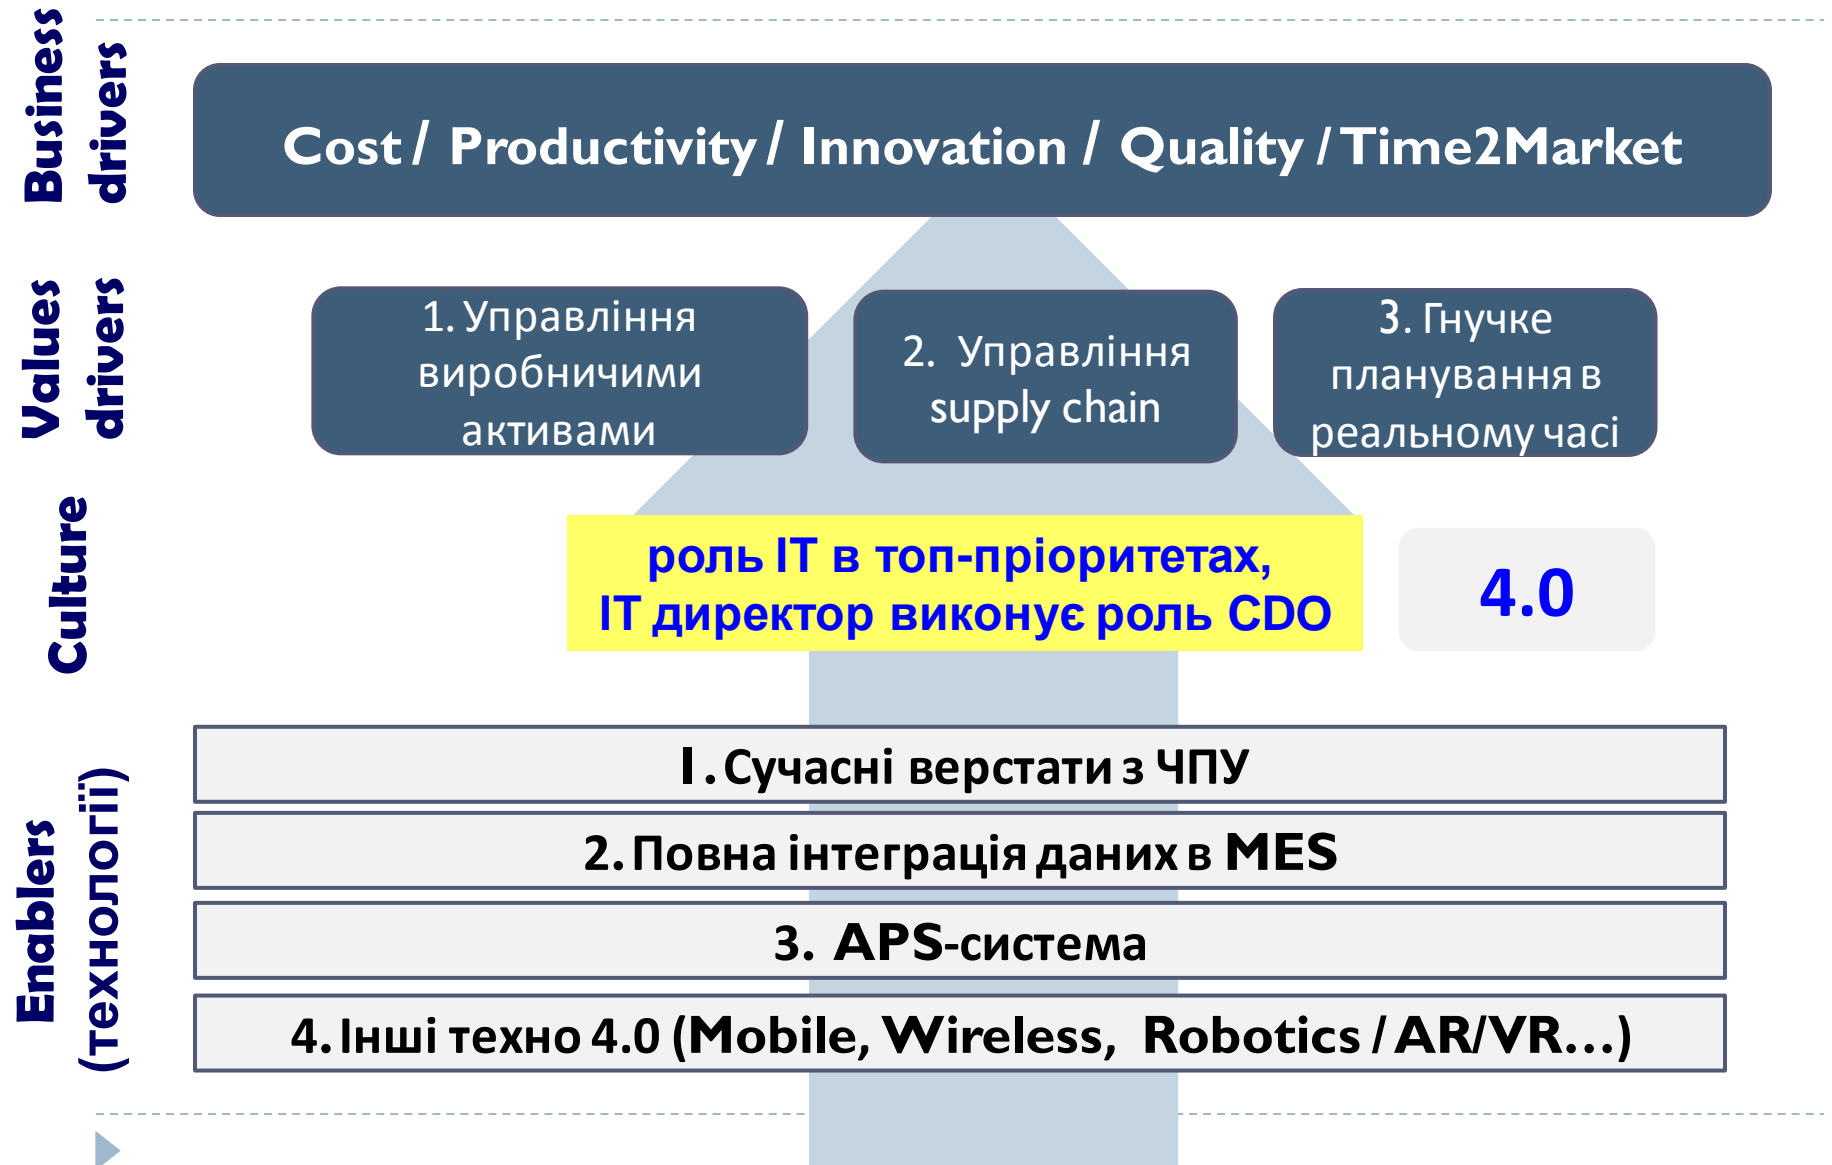 Business
drivers
Cost / Productivity / Innovation / Quality / Time2Market
Values
drivers
1. Управління
виробничими
активами
2. Управління
supply chain
3. Гнучке
планування в
реальному часі
Culture
роль ІТ в топ-пріоритетах,
ІТ директор виконує роль CDO
4.0
Enablers
(технології)
1. Сучасні верстати з ЧПУ
2. Повна інтеграція даних в MES
3. APS-система
4. Інші техно 4.0 (Mobile, Wireless, Robotics / AR/VR...)